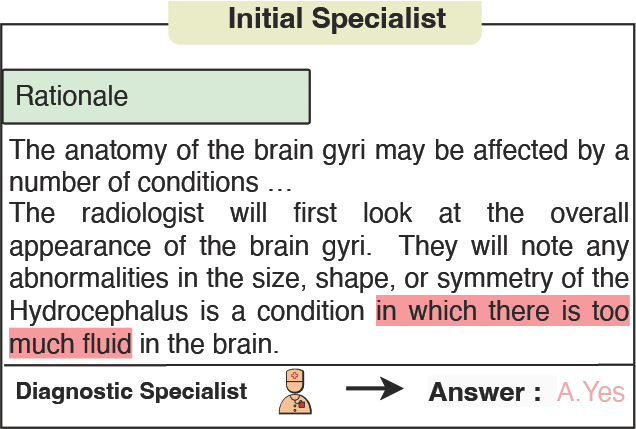 Initial Specialist
Rationale
The anatomy of the brain gyri may be affected by a
number of conditions ...
The radiologist will first look at the overall
appearance of the brain gyri. They will note any
abnormalities in the size, shape, or symmetry of the
Hydrocephalus is a condition in which there is too
much fluid in the brain.
Diagnostic Specialist Answer : A.Yes